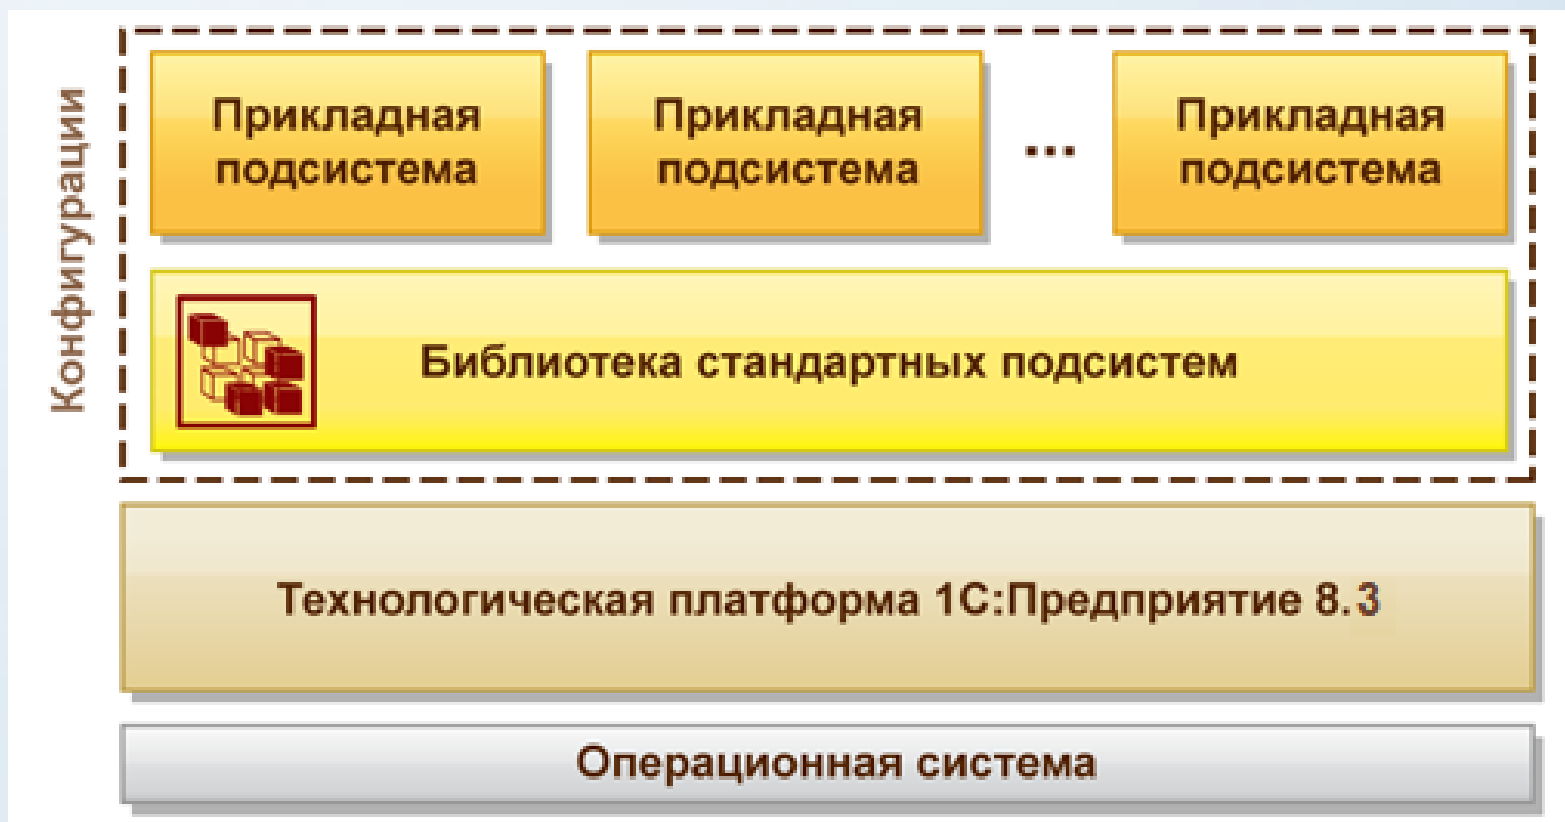 Конфигурации
Прикладная
подсистема
Прикладная
подсистема
...
Прикладная
подсистема
Библиотека стандартных подсистем
Технологическая платформа 1С:Предприятие 8.3
Операционная система